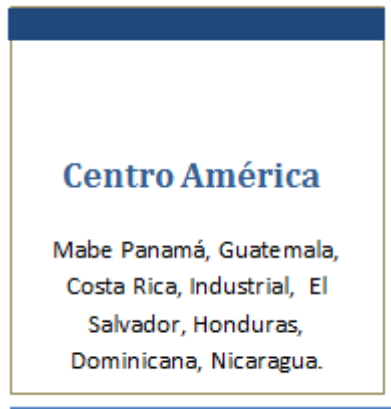 Centro América
Mabe Panamá, Guatemala,
Costa Rica, Industrial, El
Salvador, Honduras,
Dominicana, Nicaragua.